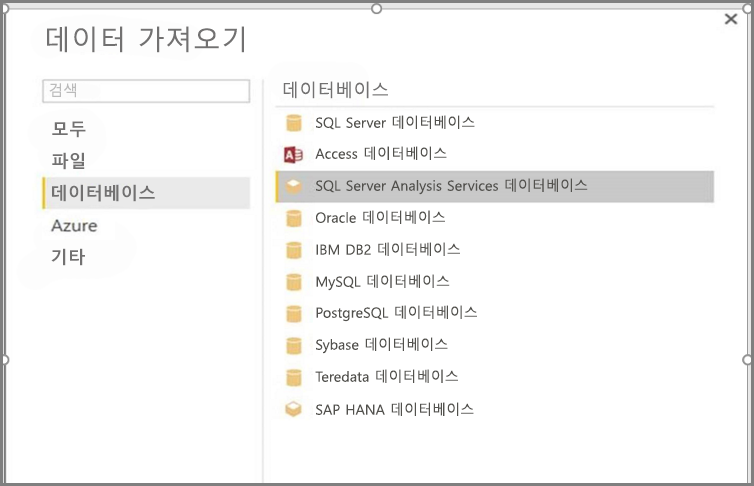 데이터 가져오기
검색
모두
파일
데이터베이스
Azure
기타
데이터베이스
SQL Server 데이터베이스
Access 데이터베이스
SQL Server Analysis Services 데이터베이스
Oracle 데이터베이스
IBM DB2 데이터베이스
MySQL 데이터베이스
PostgreSQL 데이터베이스
Sybase 데이터베이스
Teredata 데이터베이스
SAP HANA 데이터베이스